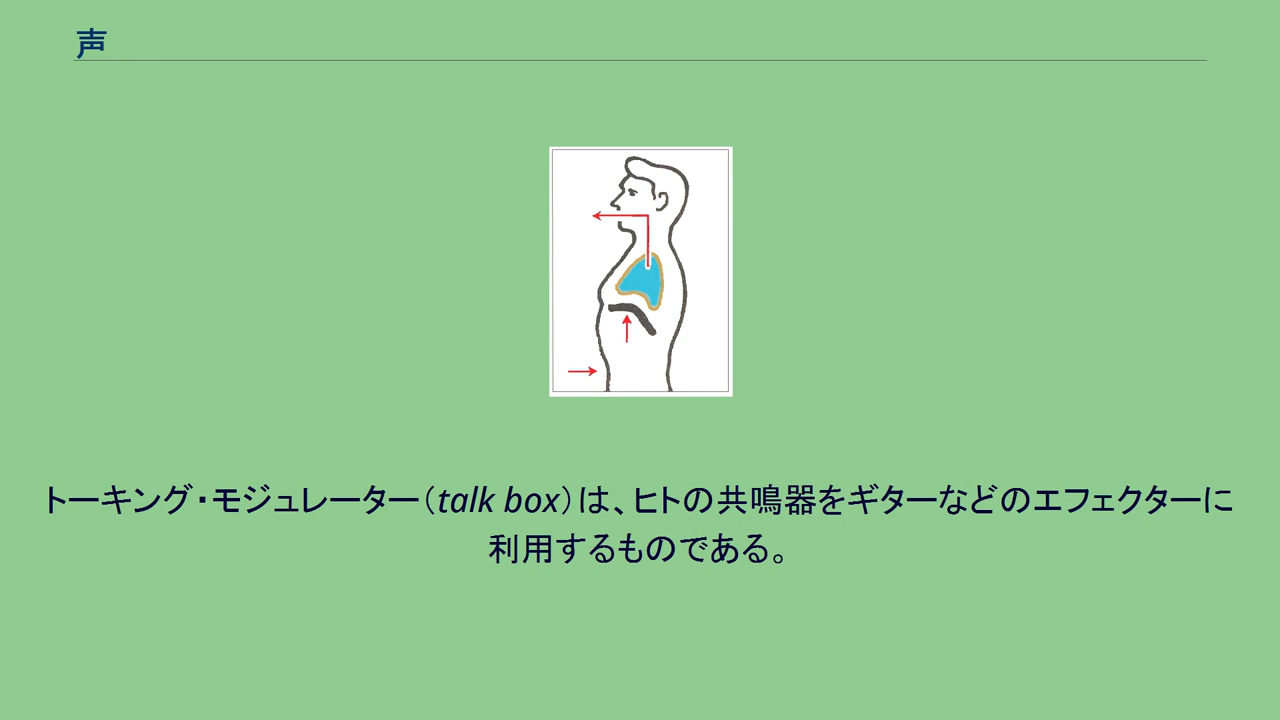 声
トーキング・モジュレーター（talk box）は、ヒトの共鳴器をギターなどのエフェクターに
利用するものである。